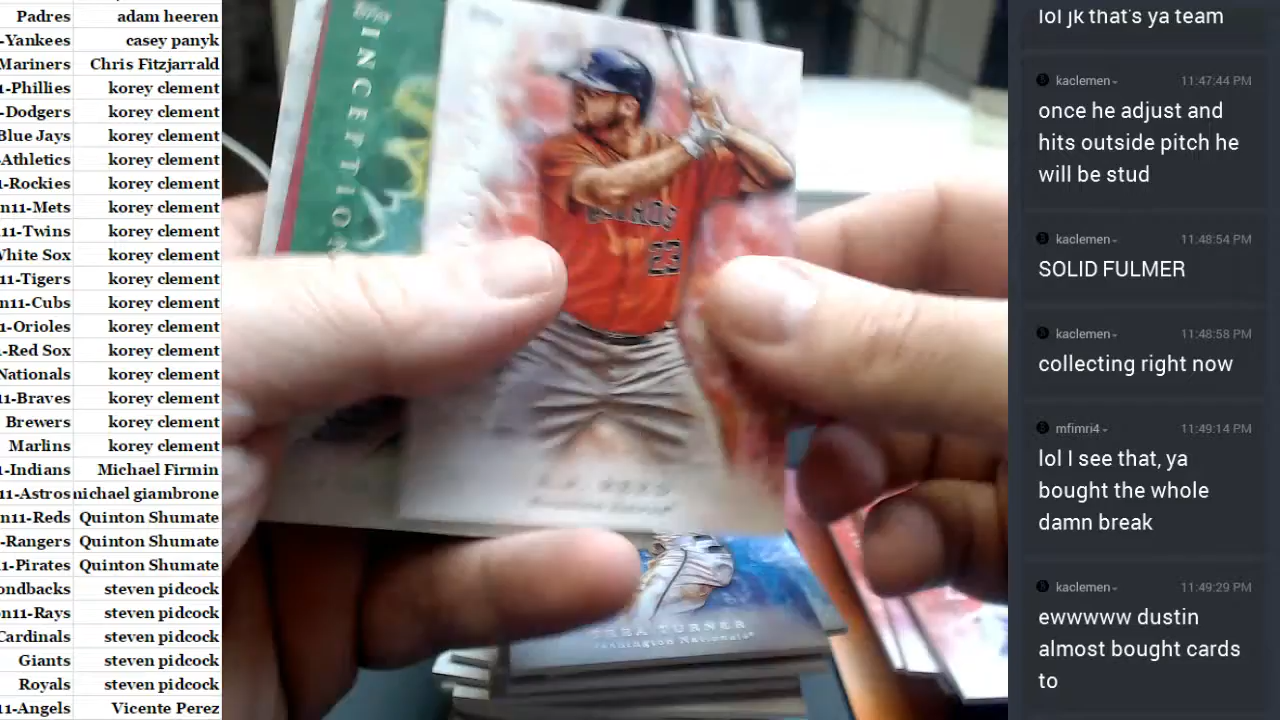 Padres adam heeren
-Yankees casey panyk
Mariners Chris Fitzjarrald
1-Phillies korey clement
-Dodgers korey clement
Blue Jays korey clement
-Athletics korey clement
1-Rockies korey clement
n11-Mets korey clement
11-Twins korey clement
White Sox korey clement
11-Tigers korey clement
n11-Cubs korey clement
1-Orioles korey clement
-Red Sox korey clement
Nationals korey clement
11-Braves korey clement
Brewers korey clement
Marlins korey clement
1-Indians Michael Firmin
11-Astros michael giambrone
n11-Reds Quinton Shumate
-Rangers Quinton Shumate
1-Pirates Quinton Shumate
ondbacks steven pidcock
on11-Rays steven pidcock
Cardinals steven pidcock
Giants steven pidcock
Royals steven pidcock
11-Angels Vicente Perez
INCEPTION
ASTROS
23
A.J. REED
TREA TURNER
Washington Nationals
lol jk that's ya team
kaclemen 11:47:44 PM
once he adjust and
hits outside pitch he
will be stud
kaclemen 11:48:54 PM
SOLID FULMER
kaclemen 11:48:58 PM
collecting right now
mfimri4 11:49:14 PM
lol I see that, ya
bought the whole
damn break
kaclemen 11:49:29 PM
ewwwww dustin
almost bought cards
to